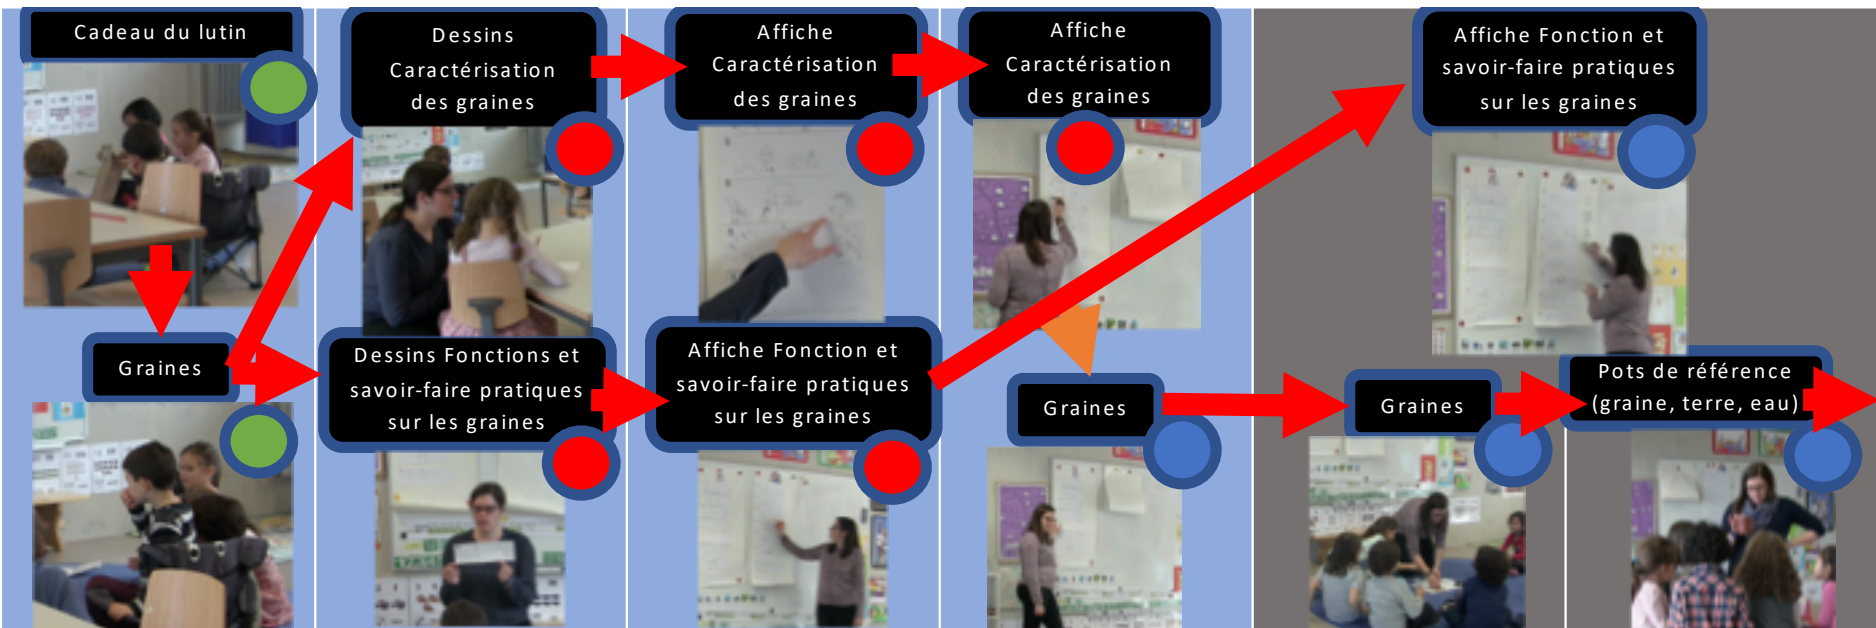 Cadeau du lutin
Graines
Dessins
Caractérisation
des graines
Dessins Fonctions et
savoir-faire pratiques
sur les graines
Affiche
Caractérisation
des graines
Affiche Fonction et
savoir-faire pratiques
sur les graines
Affiche
Caractérisation
des graines
Graines
Affiche Fonction et
savoir-faire pratiques
sur les graines
Graines
Pots de référence
(graine, terre, eau)